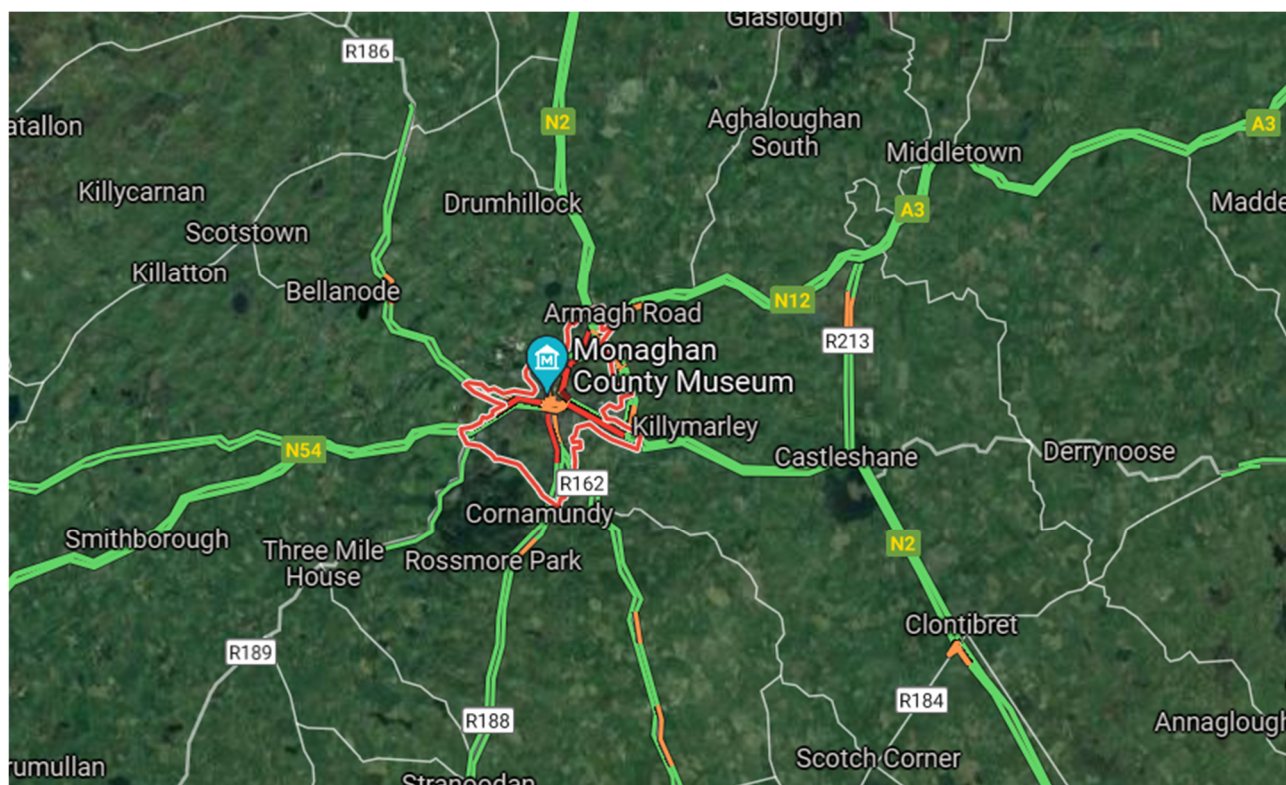 Glaslough
R186
N2
A3
atallon
Aghaloughan
South
Middletown
Killycarnan
Drumhillock
A3
Madde
Scotstown
Killatton
Bellanode
N12
Armagh Road
R213
Monaghan
County Museum
Killymarley
N54
Castleshane
Derrynoose
R162
Cornamundy
Smithborough
Three Mile
House
Rossmore Park
N2
Clontibret
R189
R184
R188
Annaglough
Scotch Corner
rumullan
Stranoodan